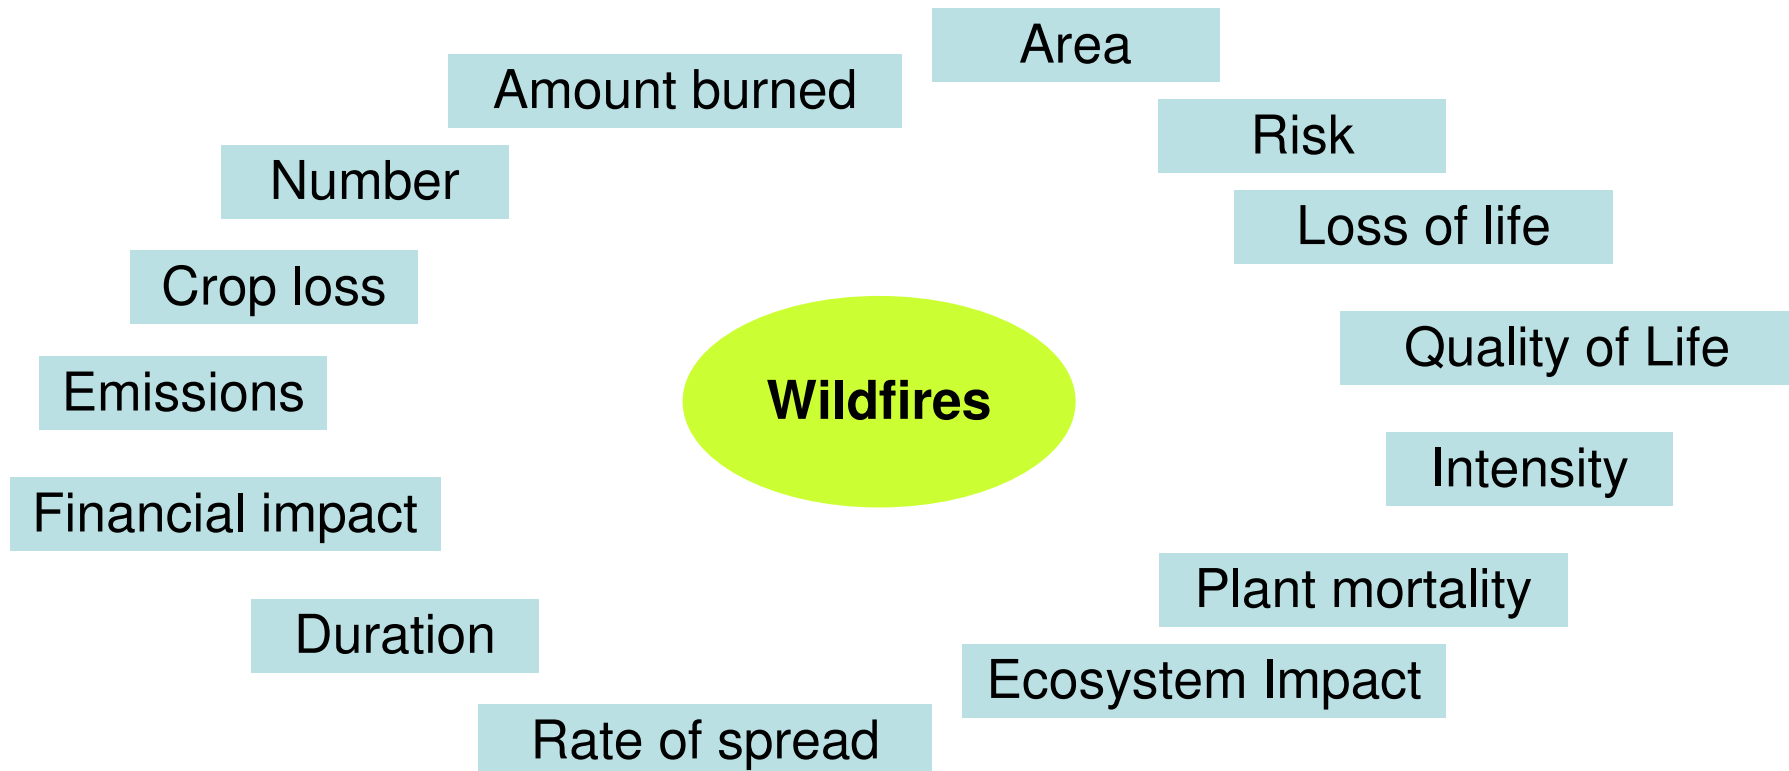 Area
Amount burned
Risk
Number
Loss of life
Crop loss
Quality of Life
Emissions
Wildfires
Intensity
Financial impact
Plant mortality
Duration
Ecosystem Impact
Rate of spread